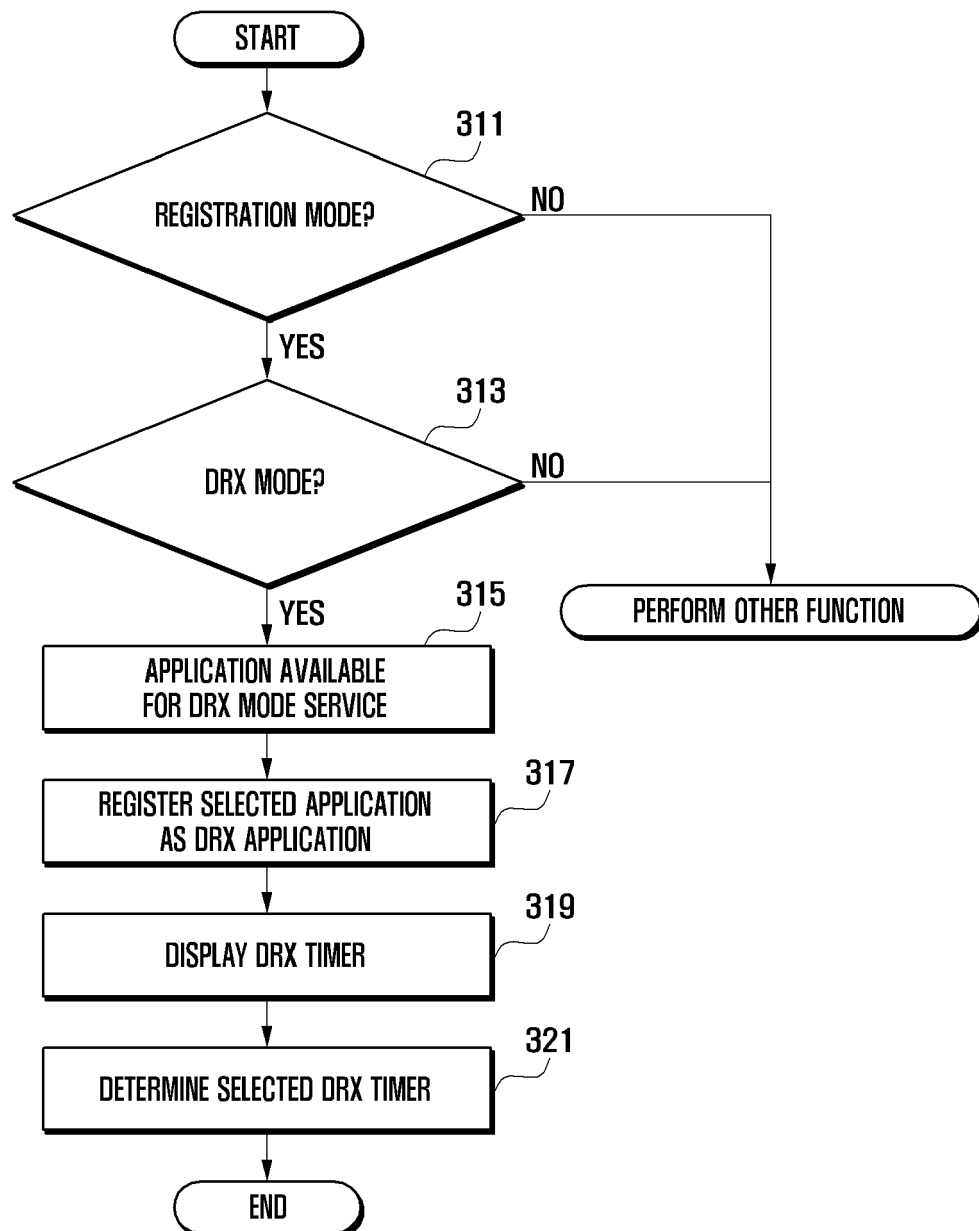 START
311
REGISTRATION MODE?
NO
YES
313
DRX MODE?
NO
YES
315
PERFORM OTHER FUNCTION
APPLICATION AVAILABLE
FOR DRX MODE SERVICE
317
REGISTER SELECTED APPLICATION
AS DRX APPLICATION
319
DISPLAY DRX TIMER
321
DETERMINE SELECTED DRX TIMER
END